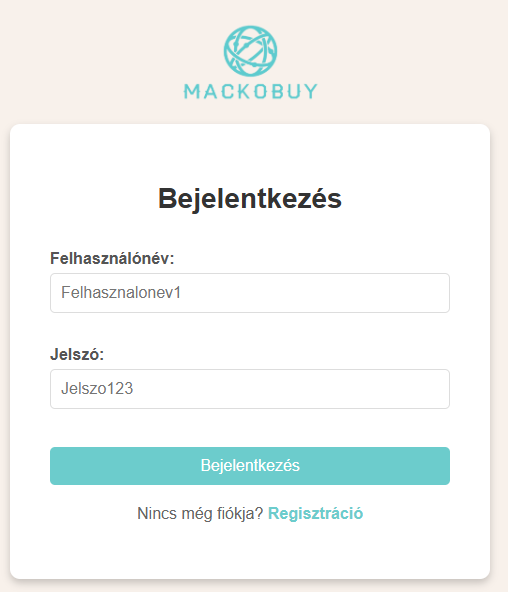 MACKOBUY
Bejelentkezés
Felhasználónév:
Felhasznalonev1
Jelszó:
Jelszo123
Bejelentkezés
Nincs még fiókja? Regisztráció